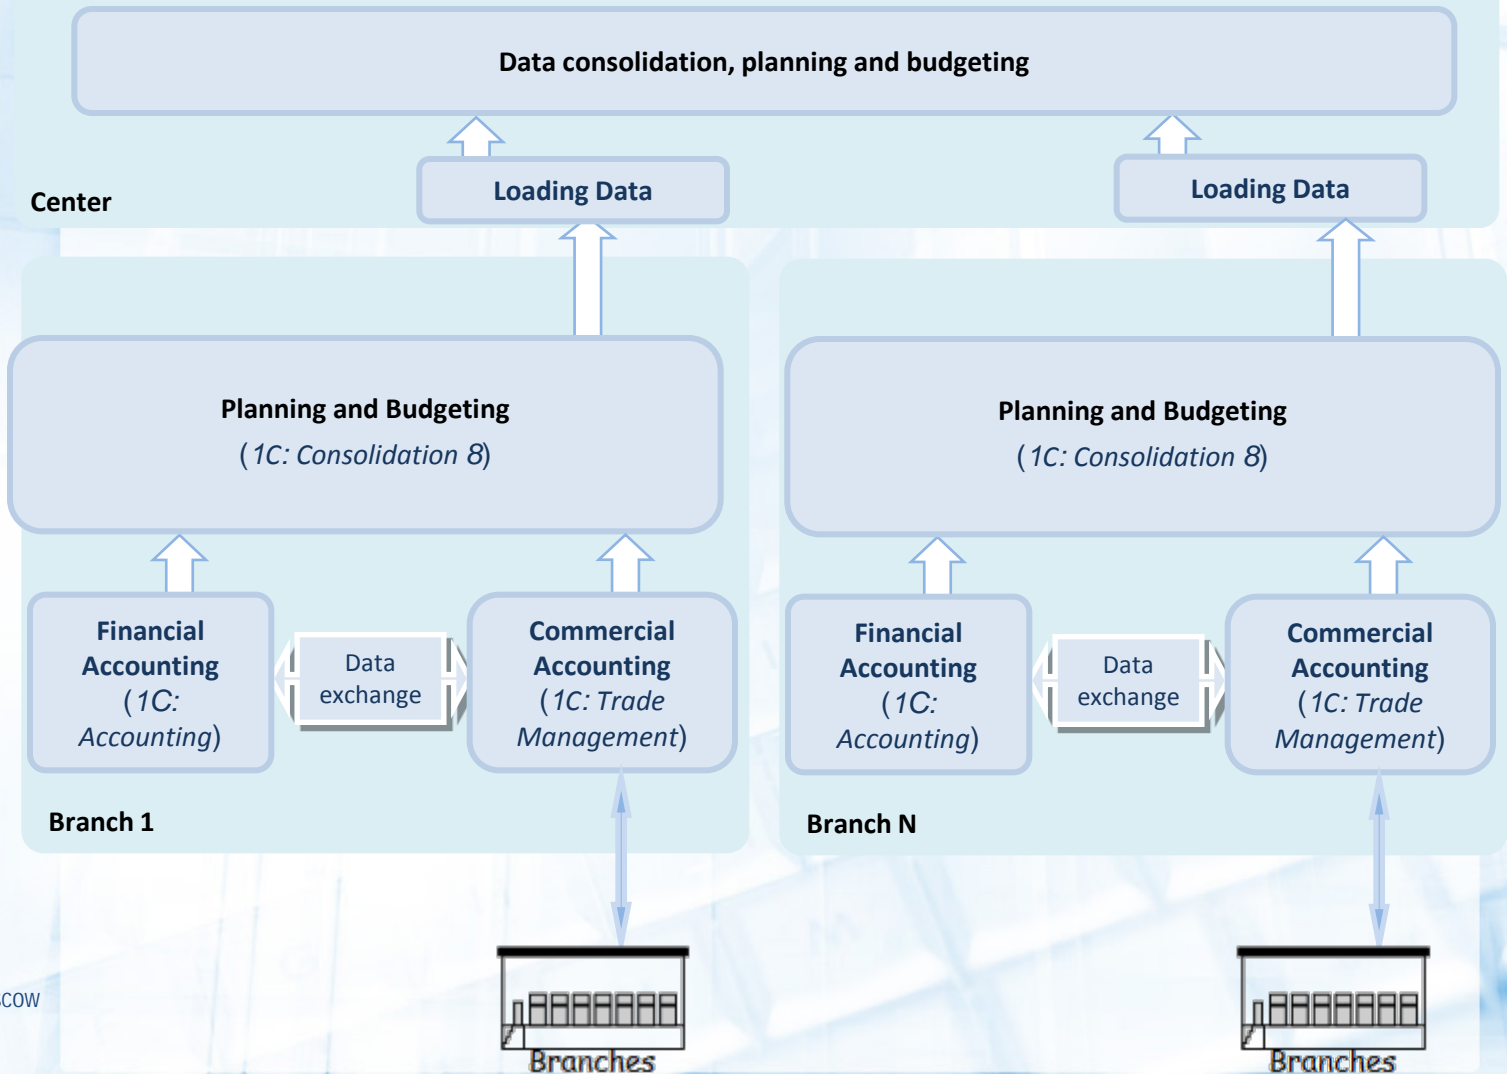 Data consolidation, planning and budgeting
Loading Data
Loading Data
Center
Planning and Budgeting
(1C: Consolidation 8)
Planning and Budgeting
(1C: Consolidation 8)
Financial
Accounting
(1C:
Accounting)
Data
exchange
Commercial
Accounting
(1C: Trade
Management)
Financial
Accounting
(1C:
Accounting)
Data
exchange
Commercial
Accounting
(1C: Trade
Management)
Branch 1
Branch N
Branches
Branches